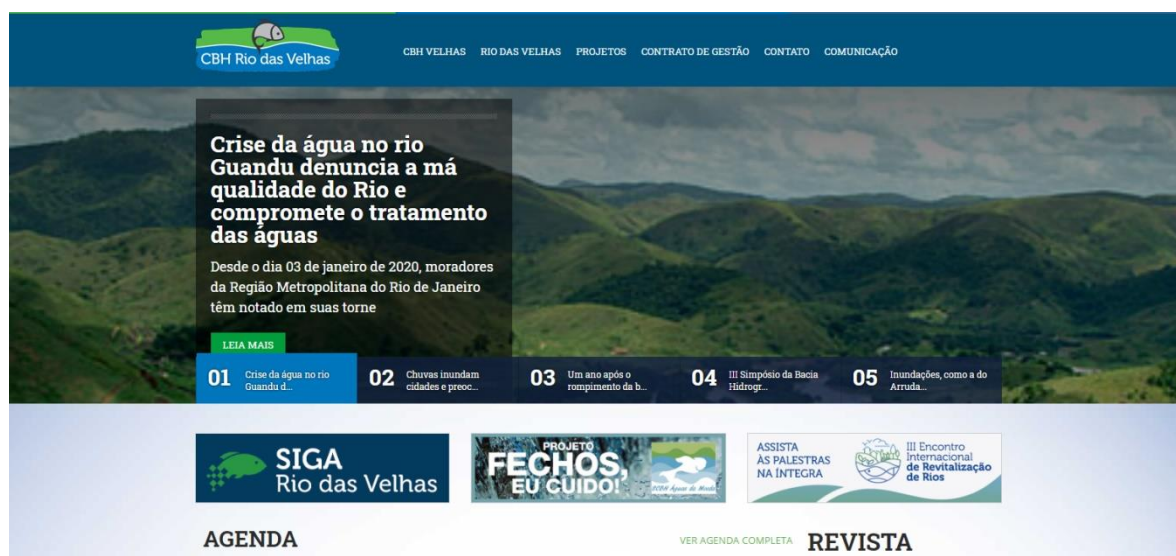 CBH Rio das Velhas
CBH VELHAS RIO DAS VELHAS PROJETOS CONTRATO DE GESTÃO CONTATO COMUNICAÇÃO
Crise da água no rio
Guandu denuncia a má
qualidade do Rio e
compromete o tratamento
das águas
Desde o dia 03 de janeiro de 2020, moradores
da Região Metropolitana do Rio de Janeiro
têm notado em suas torne
LEIA MAIS
01 Crise da água no rio
Guandu d...
02 Chuvas inundam
cidades e preoc...
03 Um ano após o
rompimento da b...
04 III Simpósio da Bacia
Hidrogr...
05 Inundações, como a do
Arruda...
SIGA
Rio das Velhas
PROJETO
FECHOS,
EU CUIDO!
SCBH Águas da Moeda
ASSISTA
ÀS PALESTRAS
NA ÍNTEGRA
III Encontro
Internacional
de Revitalização
de Rios
AGENDA
VER AGENDA COMPLETA
REVISTA